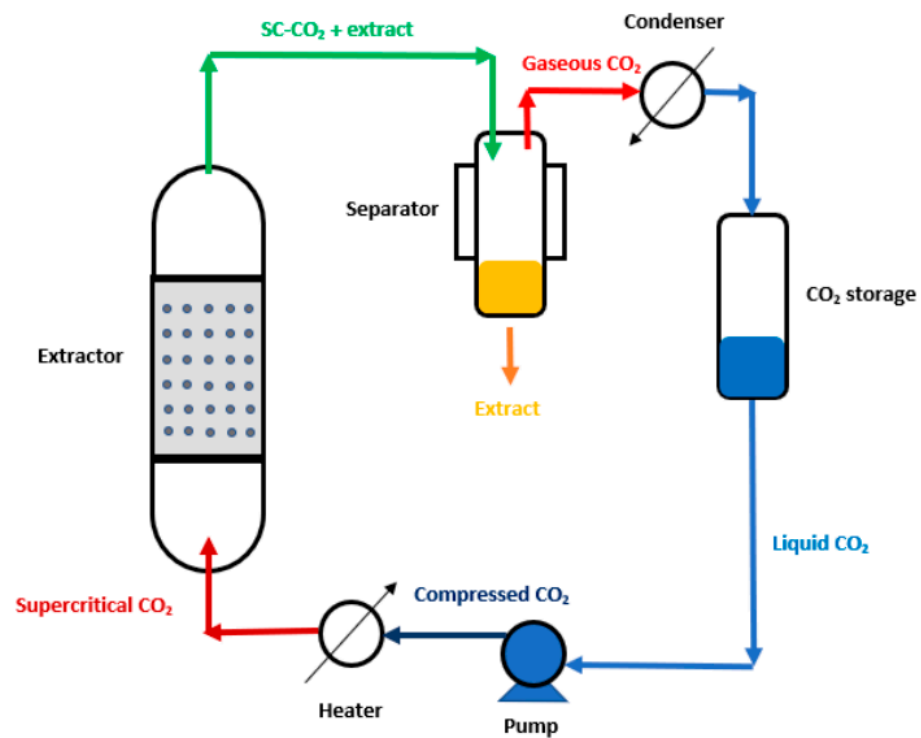 SC-CO₂ + extract
Condenser
Gaseous CO₂
Separator
CO₂ storage
Extractor
Extract
Liquid CO₂
Compressed CO₂
Supercritical CO₂
Heater
Pump